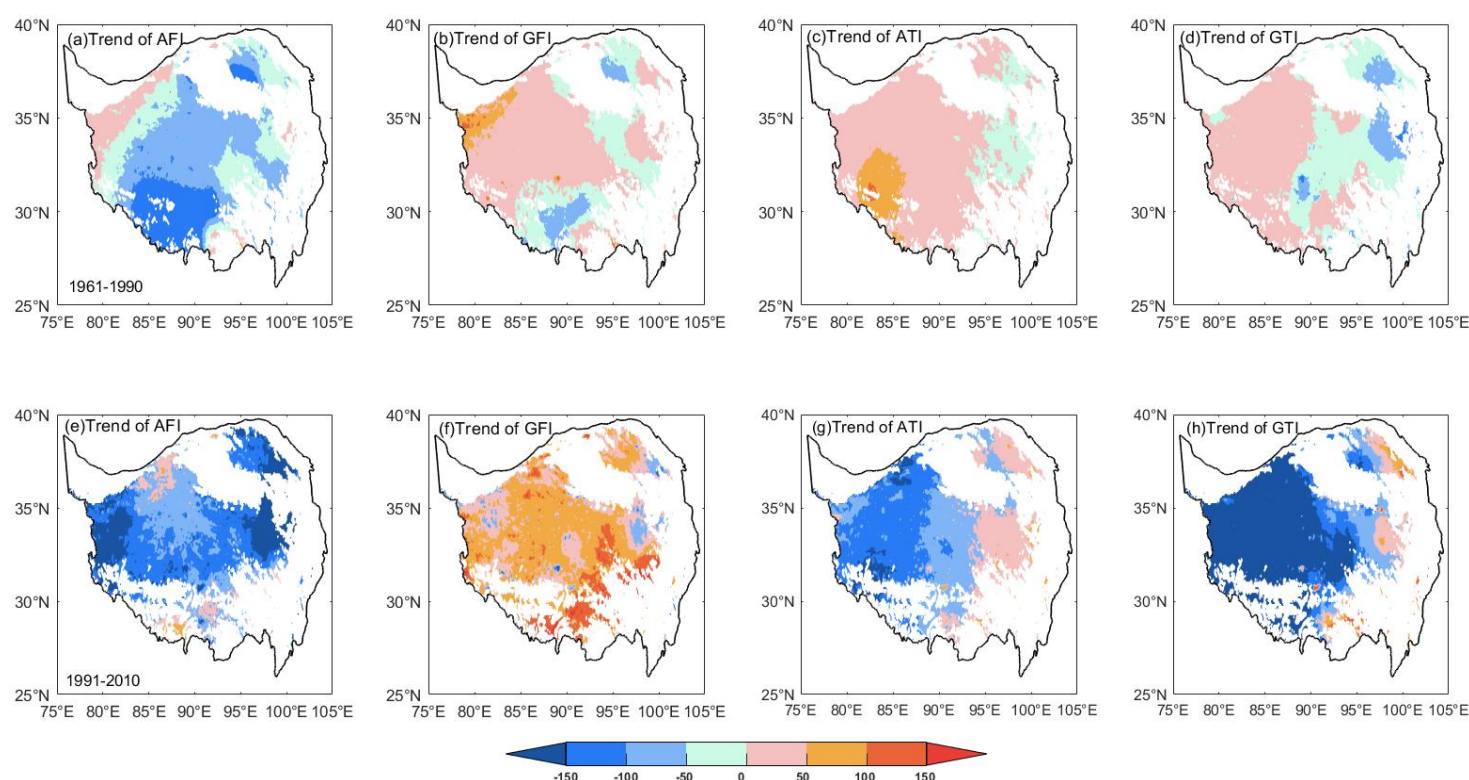 40°N 40°N 40°N 40°N
(a)Trend of AFI (b)Trend of GFI (c)Trend of ATI (d)Trend of GTI
35°N 35°N 35°N 35°N
30°N 30°N 30°N 30°N
1961-1990
25°N 25°N 25°N 25°N
75°E 80°E 85°E 90°E 95°E 100°E 105°E 75°E 80°E 85°E 90°E 95°E 100°E 105°E 75°E 80°E 85°E 90°E 95°E 100°E 105°E 75°E 80°E 85°E 90°E 95°E 100°E 105°E
40°N 40°N 40°N 40°N
(e)Trend of AFI (f)Trend of GFI (g)Trend of ATI (h)Trend of GTI
35°N 35°N 35°N 35°N
30°N 30°N 30°N 30°N
1991-2010
25°N 25°N 25°N 25°N
75°E 80°E 85°E 90°E 95°E 100°E 105°E 75°E 80°E 85°E 90°E 95°E 100°E 105°E 75°E 80°E 85°E 90°E 95°E 100°E 105°E 75°E 80°E 85°E 90°E 95°E 100°E 105°E
-150 -100 -50 0 50 100 150